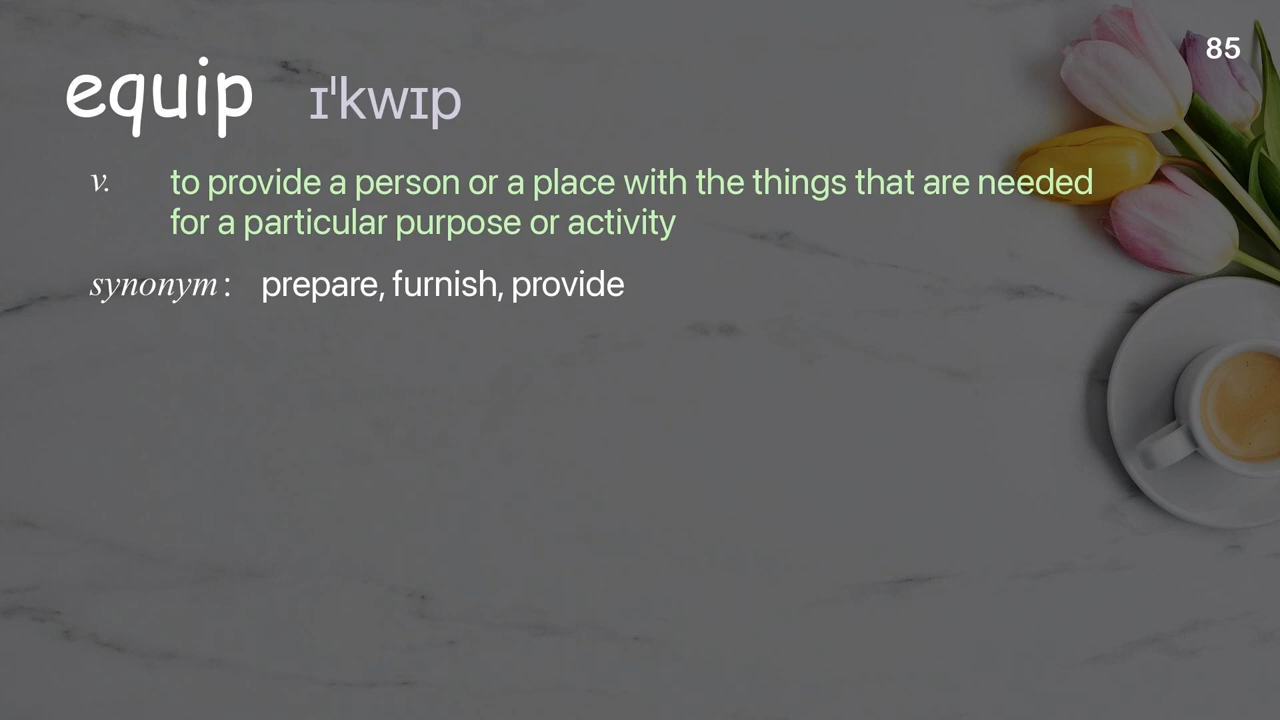 85
equip ɪˈkwɪp
v. to provide a person or a place with the things that are needed
for a particular purpose or activity
synonym : prepare, furnish, provide